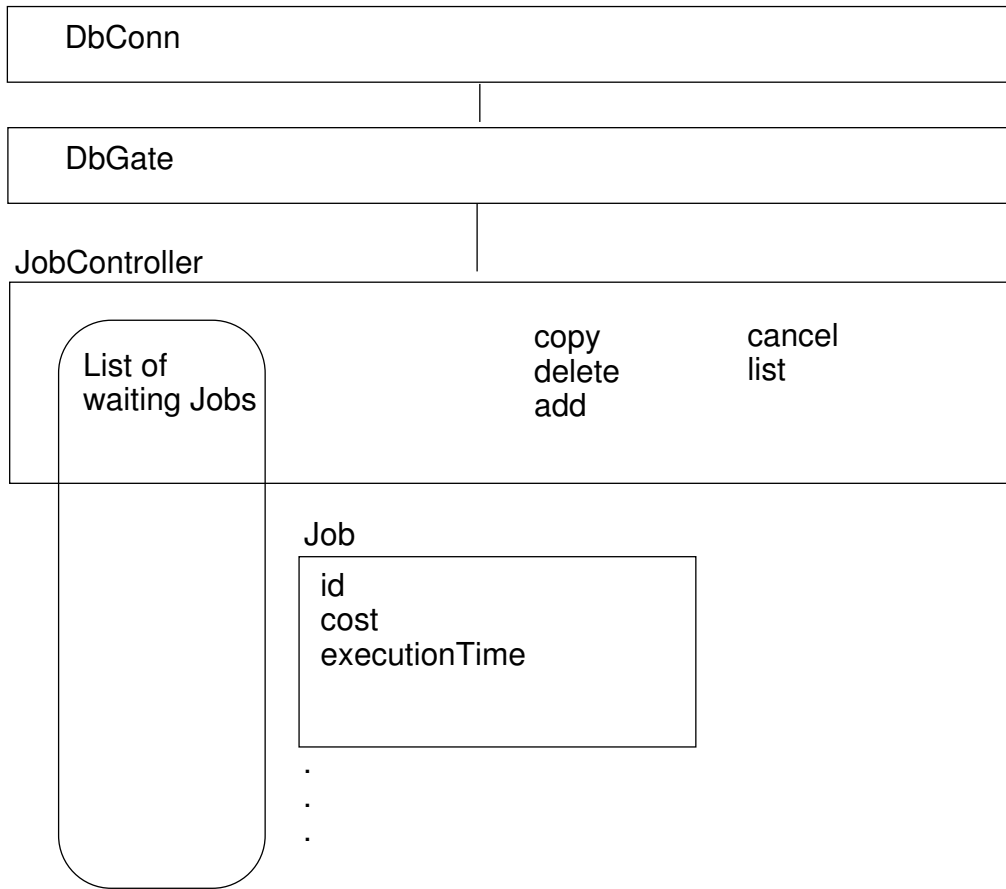 DbConn
DbGate
JobController
List of
waiting Jobs
copy
delete
add
cancel
list
Job
id
cost
executionTime
.
.
.